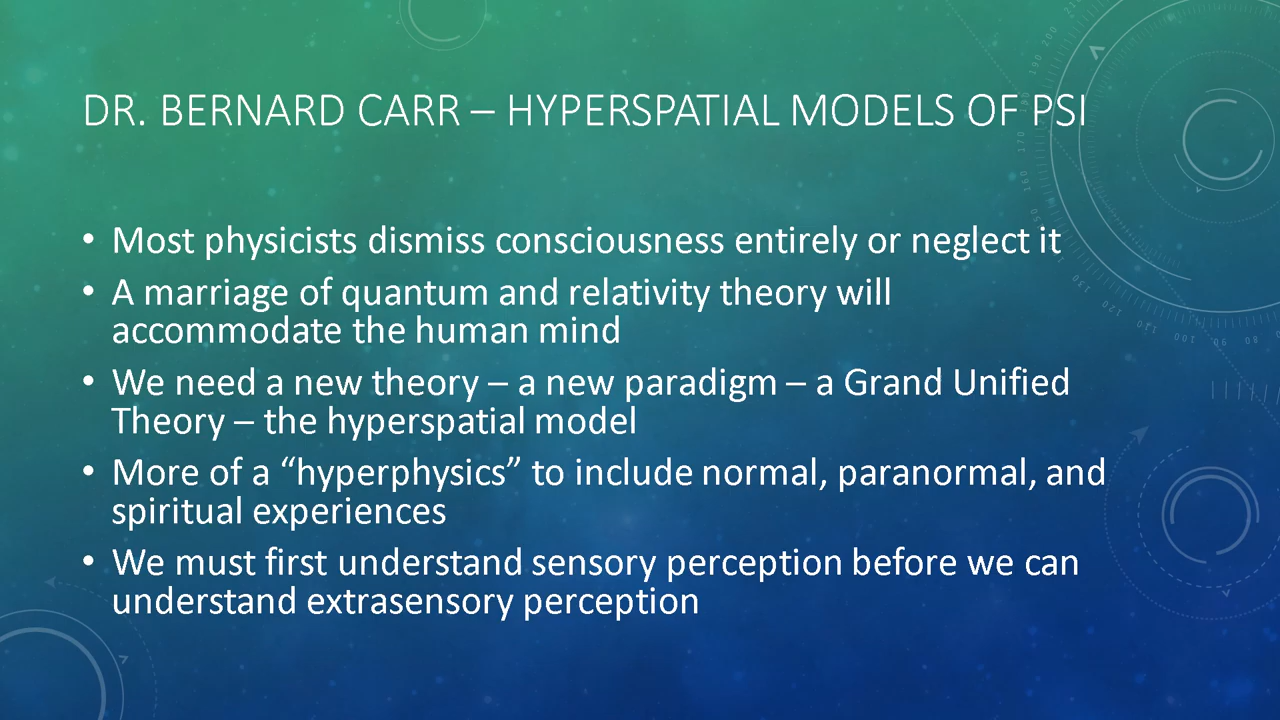 DR. BERNARD CARR – HYPERSPATIAL MODELS OF PSI
• Most physicists dismiss consciousness entirely or neglect it
• A marriage of quantum and relativity theory will
accommodate the human mind
• We need a new theory – a new paradigm – a Grand Unified
Theory – the hyperspatial model
• More of a “hyperphysics” to include normal, paranormal, and
spiritual experiences
• We must first understand sensory perception before we can
understand extrasensory perception